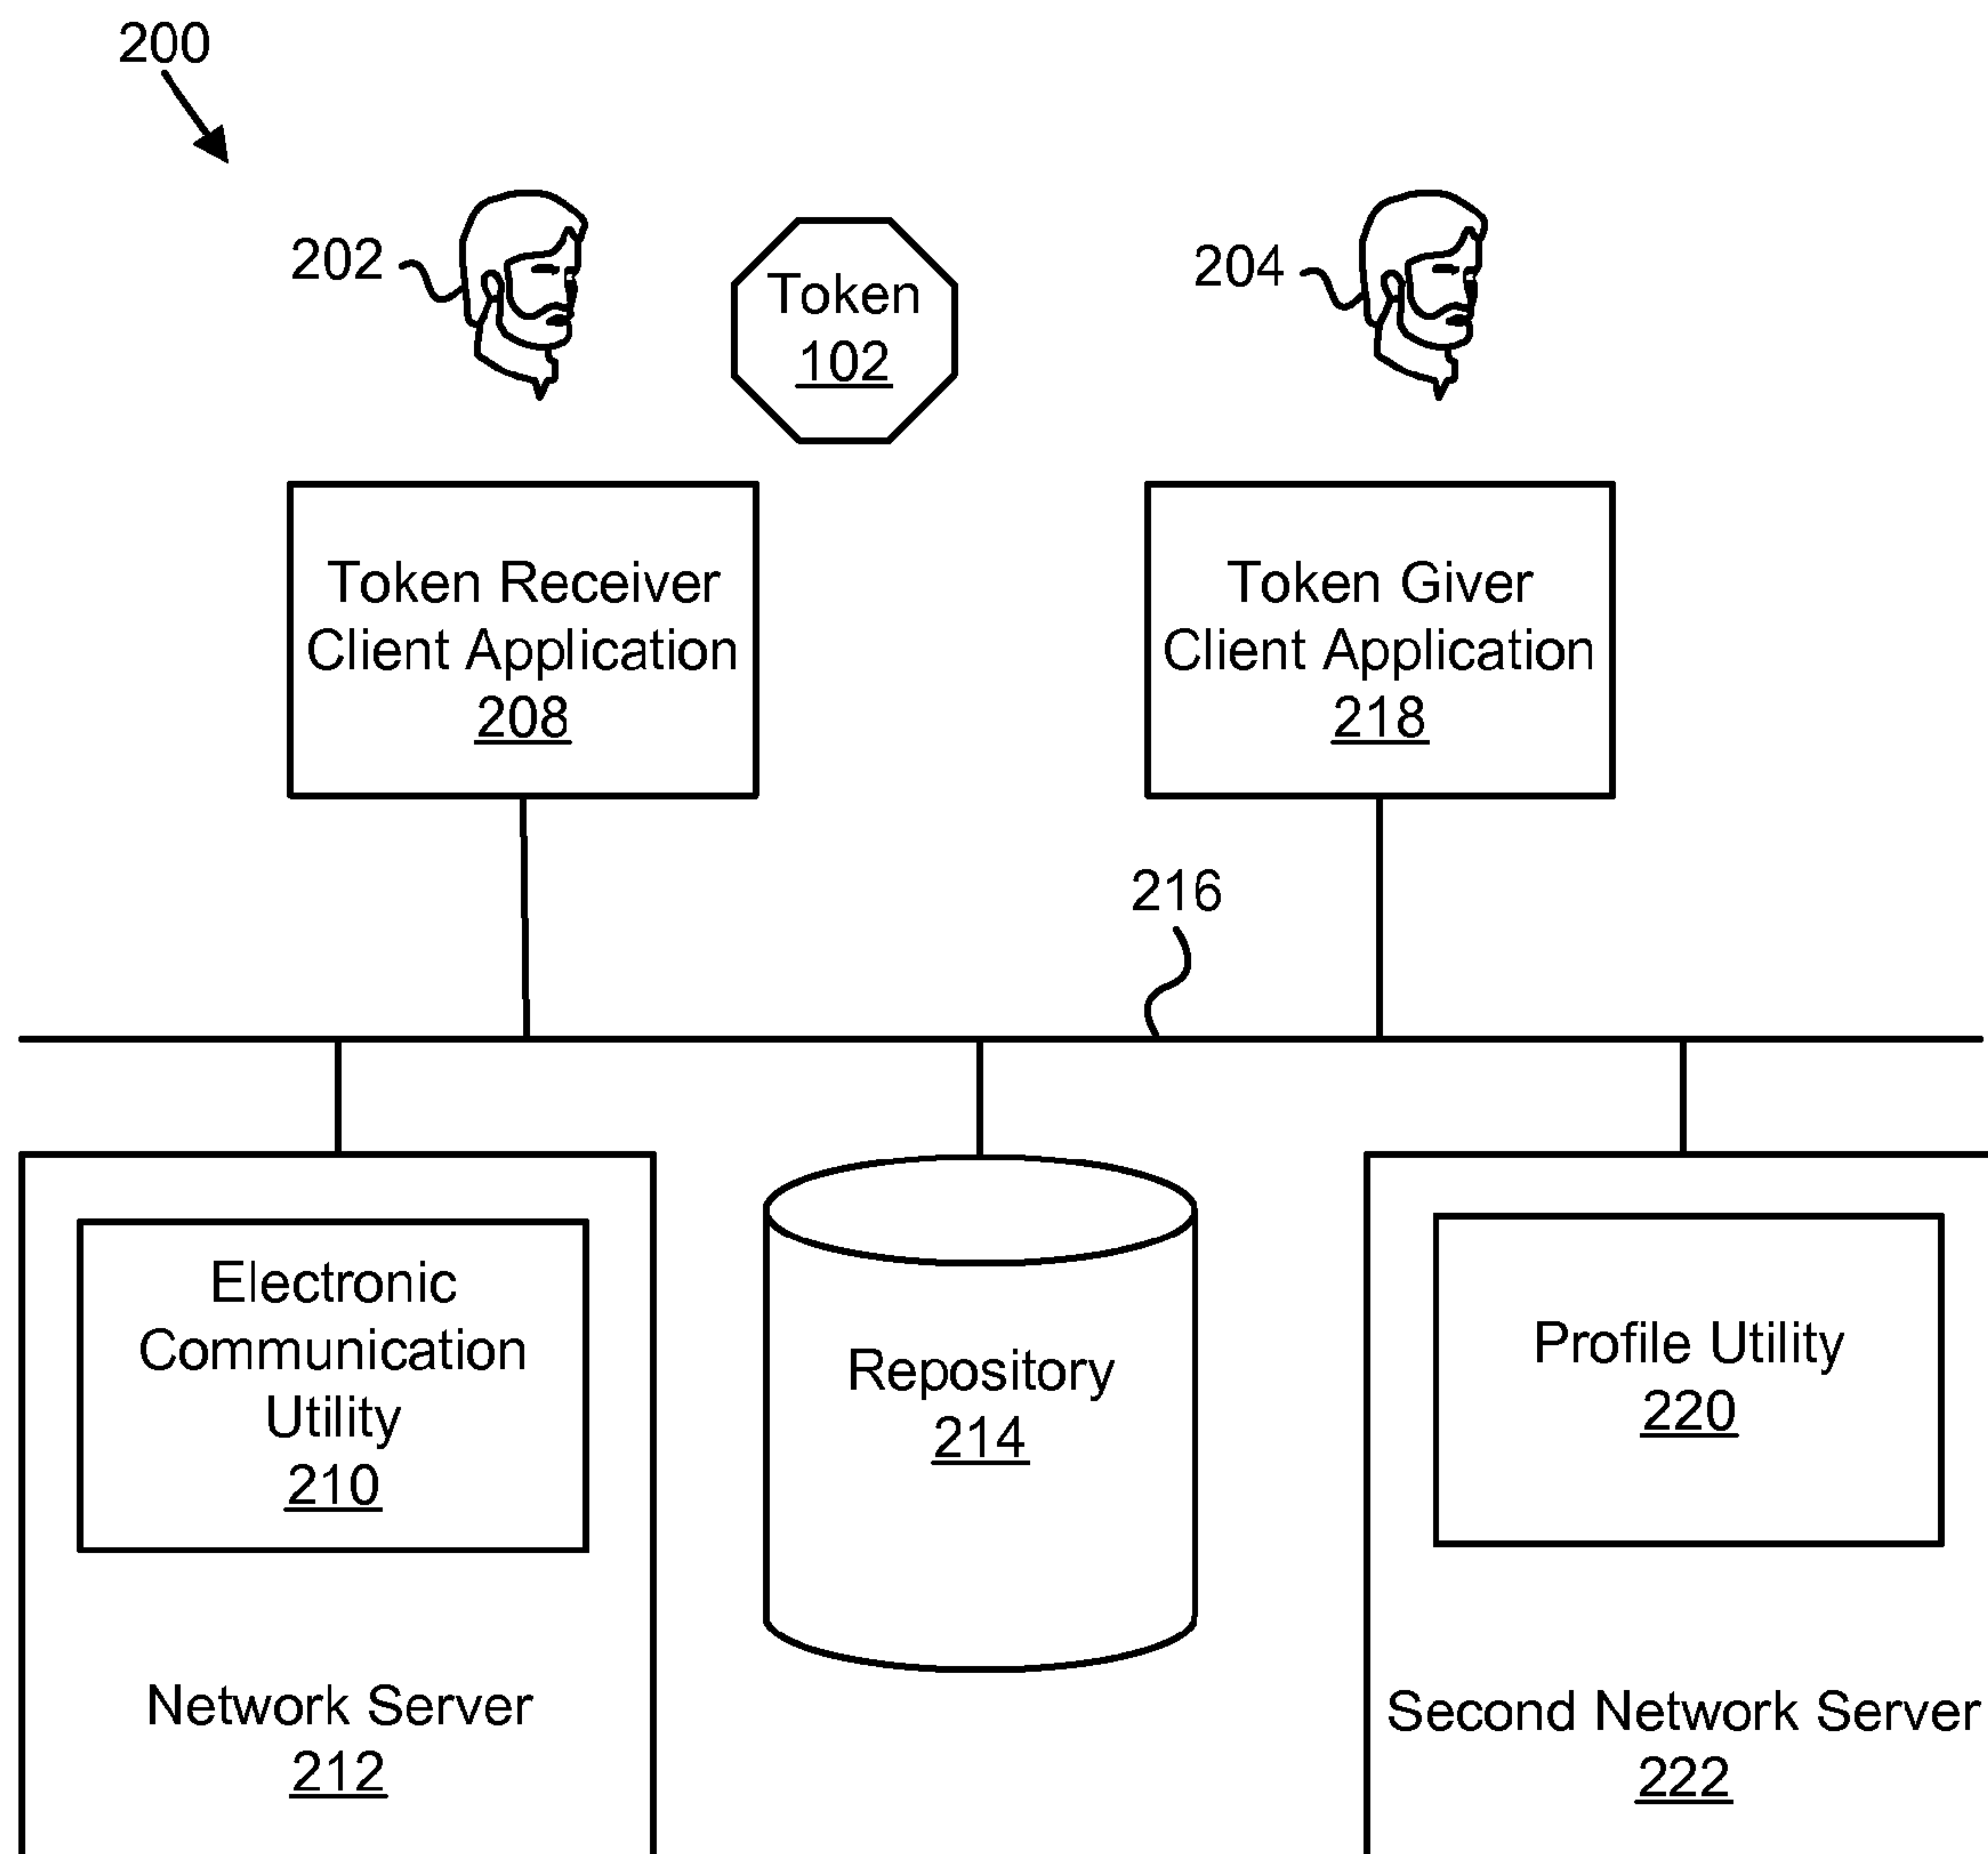 200
202
Token
102
204
Token Receiver
Client Application
208
Token Giver
Client Application
218
216
Electronic
Communication
Utility
210
Network Server
212
Repository
214
Profile Utility
220
Second Network Server
222